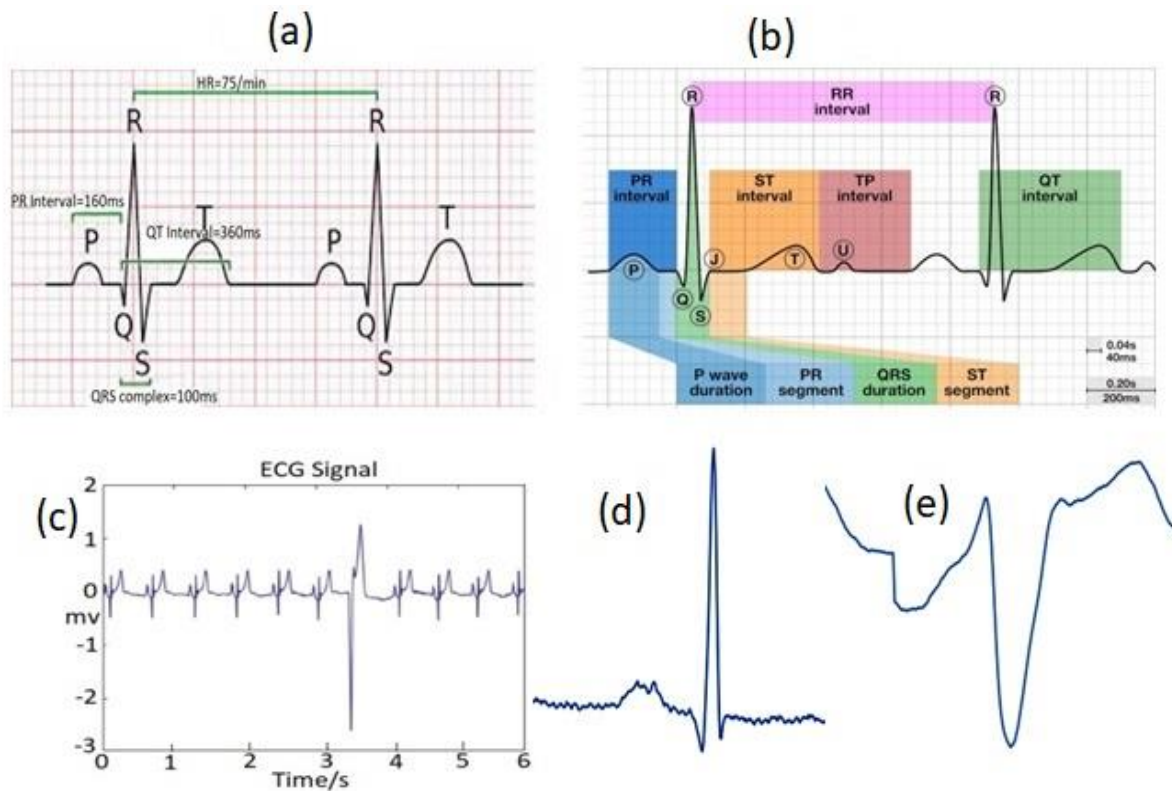 (a)
HR=75/min
R
R
PR Interval=160ms
P
T
QT Interval=360ms
P
T
Q
S
Q
S
QRS complex=100ms
(b)
R
R
RR
interval
PR
interval
ST
interval
TP
interval
QT
interval
P
Q
S
J
T
U
0.04s
40ms
P wave
duration
PR
segment
QRS
duration
ST
segment
0.20s
200ms
ECG Signal
(c)
2
1
0
mv
-1
-2
-3
0
1
2
3
4
5
6
Time/s
(d)
(e)